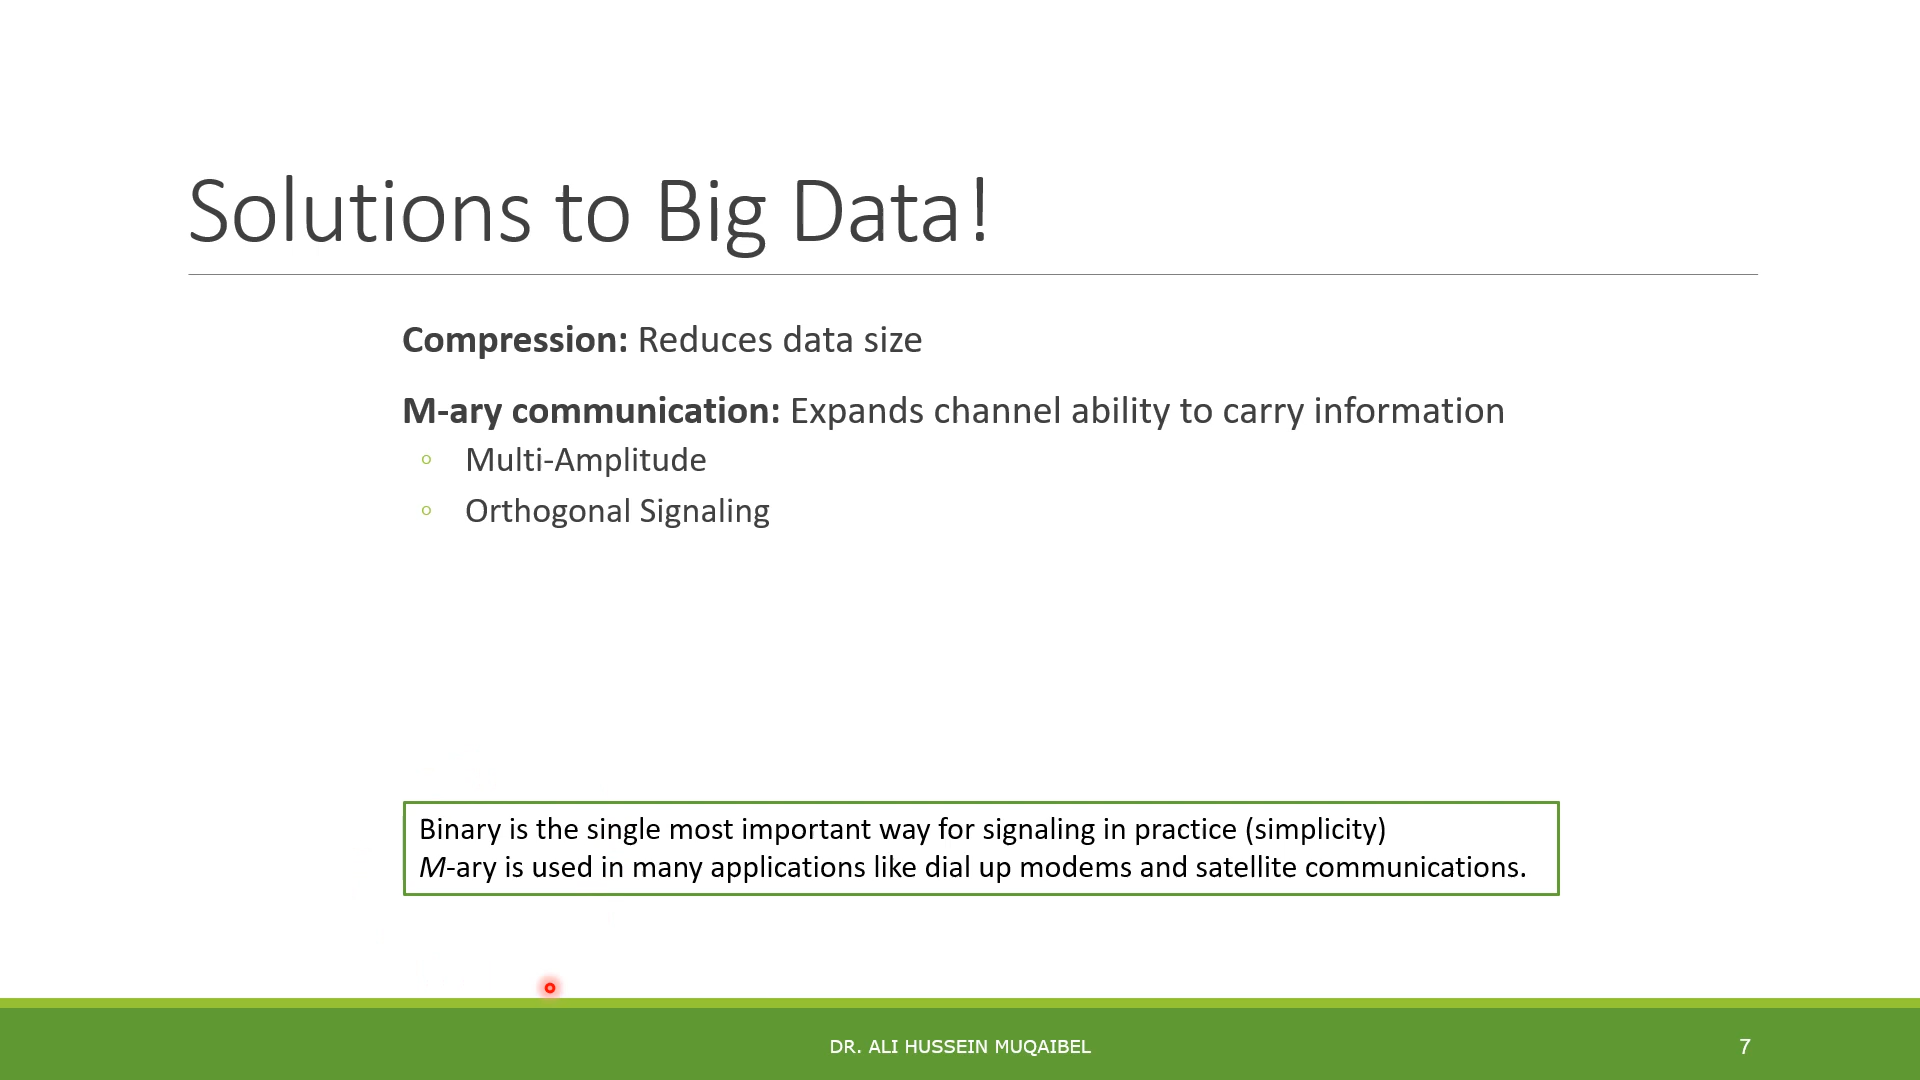 Solutions to Big Data!
Compression: Reduces data size
M-ary communication: Expands channel ability to carry information
Multi-Amplitude
Orthogonal Signaling
Binary is the single most important way for signaling in practice (simplicity)
M-ary is used in many applications like dial up modems and satellite communications.
DR. ALI HUSSEIN MUQAIBEL
7